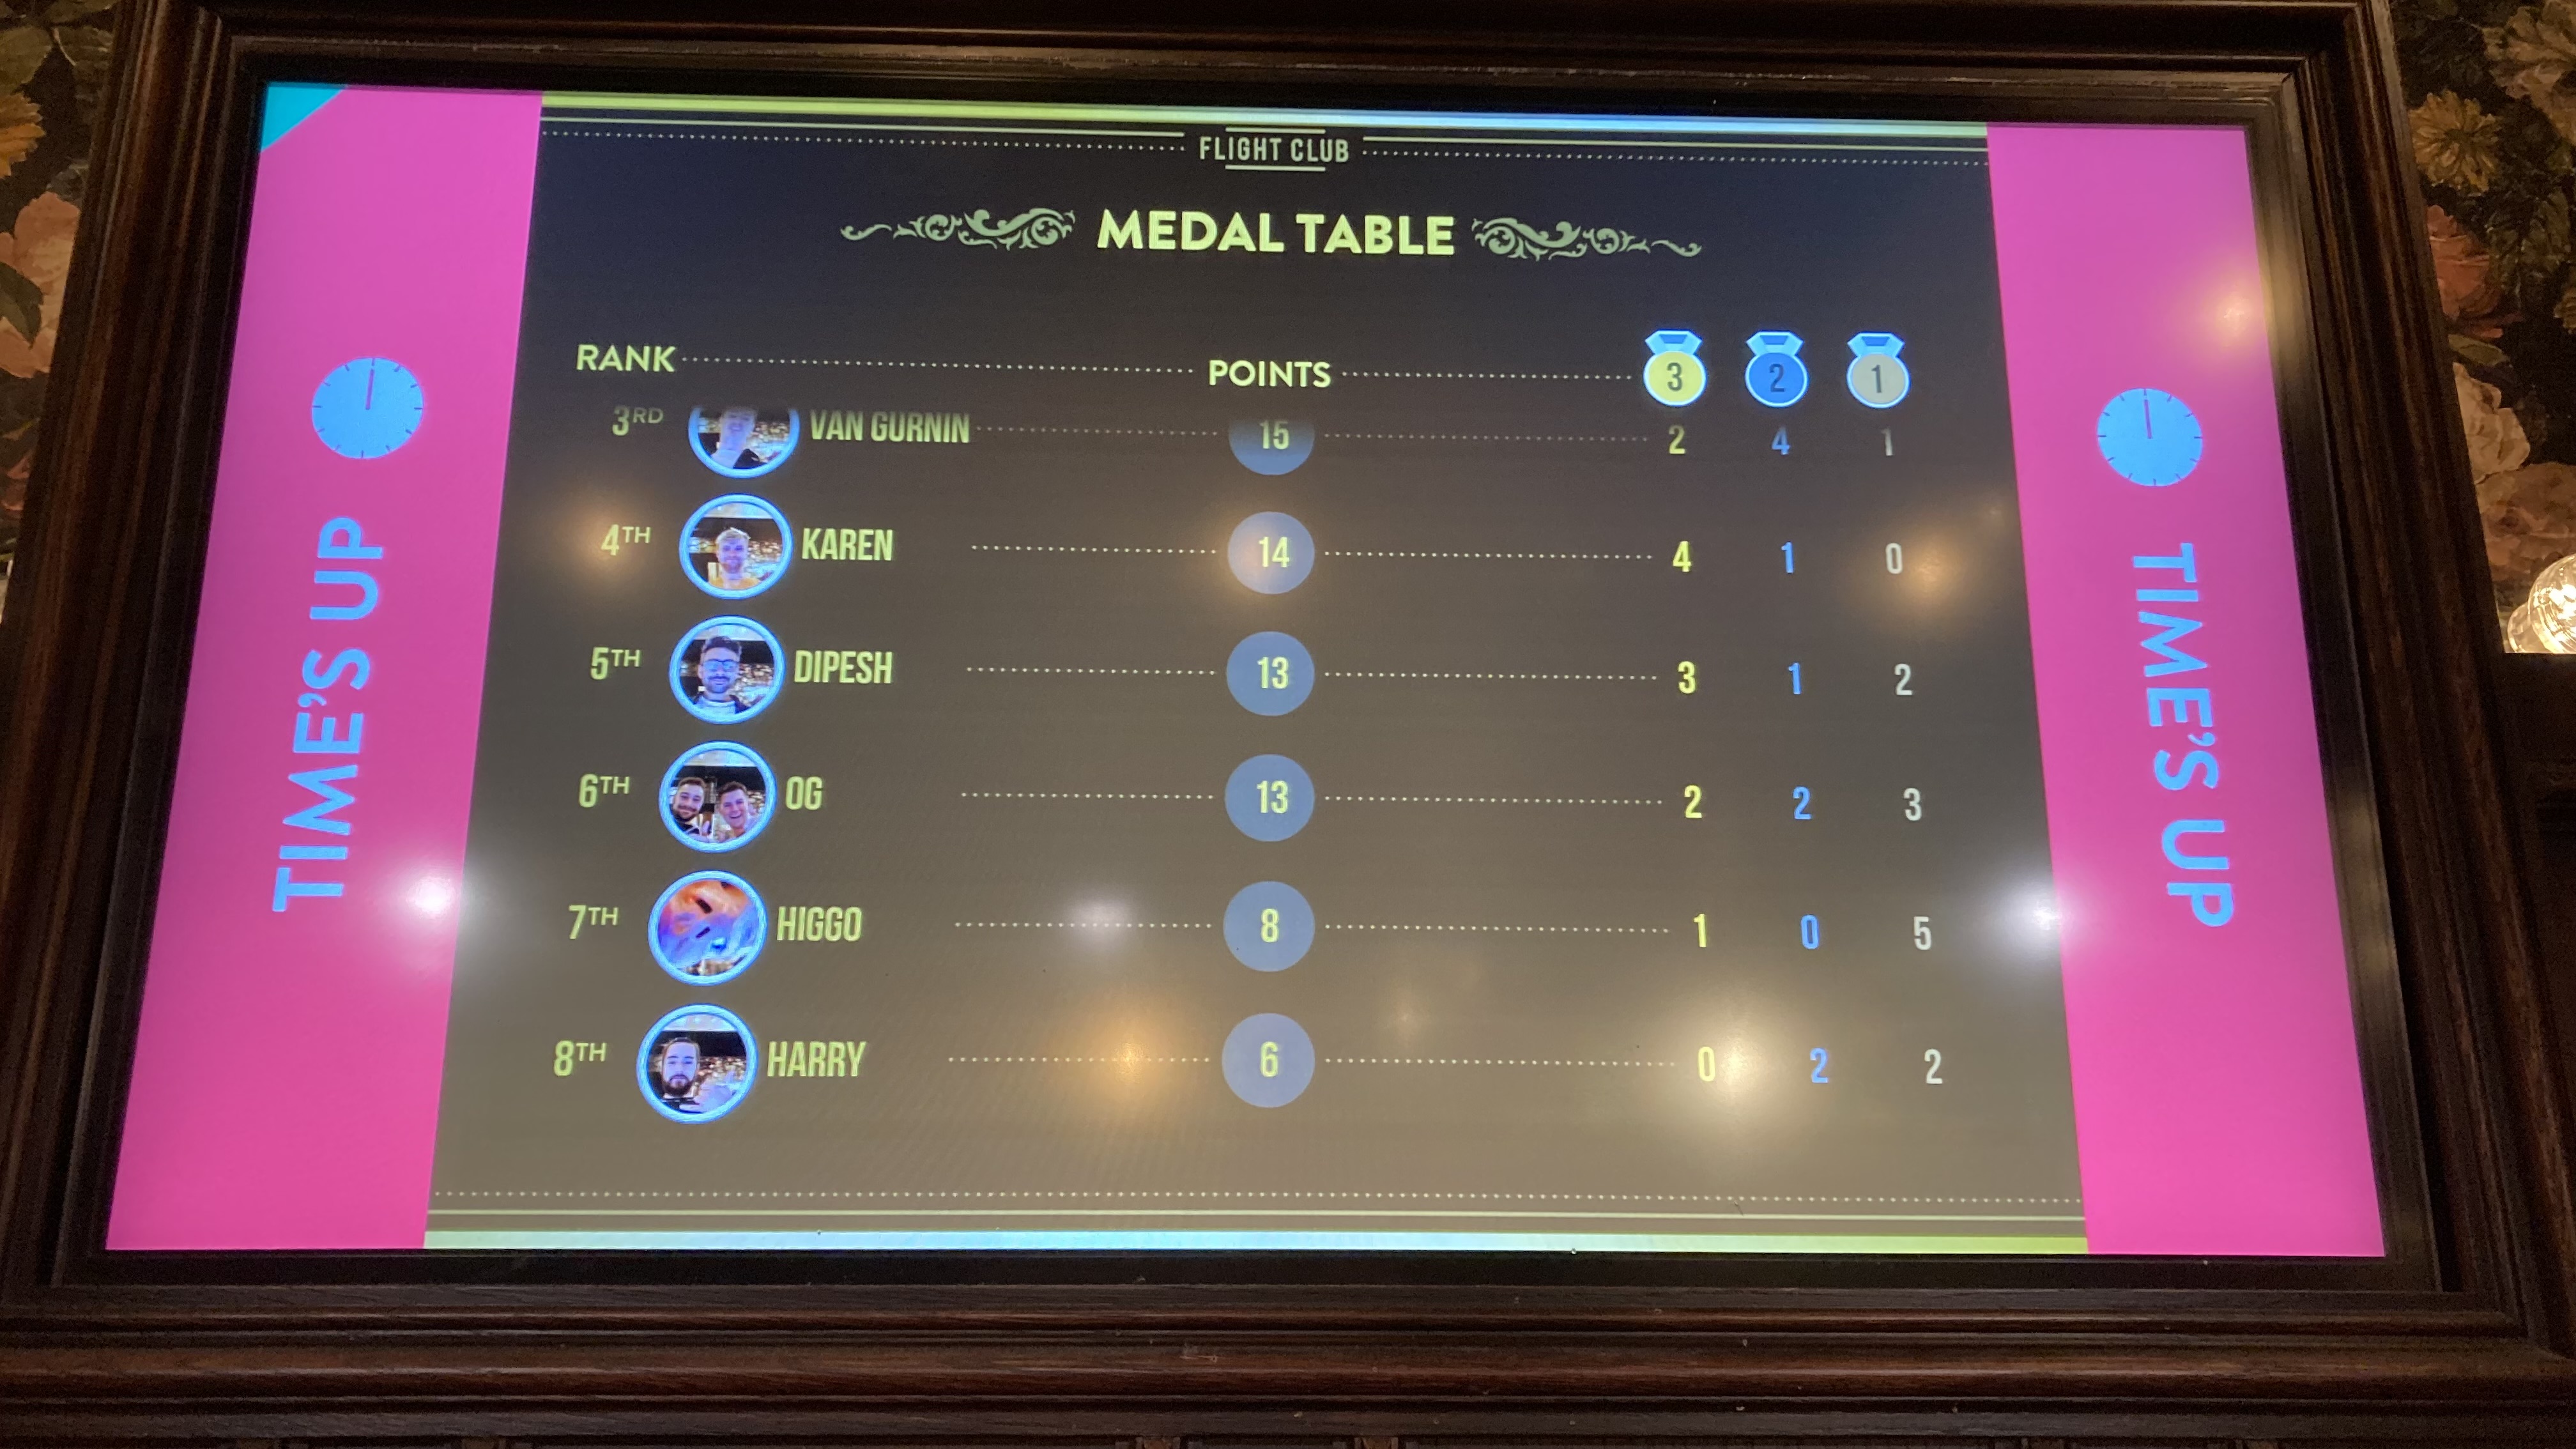 FLIGHT CLUB
MEDAL TABLE
RANK POINTS 3 2 1
3RD VAN GURNIN 15 2 4 1
4TH KAREN 14 4 1 0
5TH DIPESH 13 3 1 2
6TH OG 13 2 2 3
7TH HIGGO 8 1 0 5
8TH HARRY 6 0 2 2
TIME'S UP
TIME'S UP